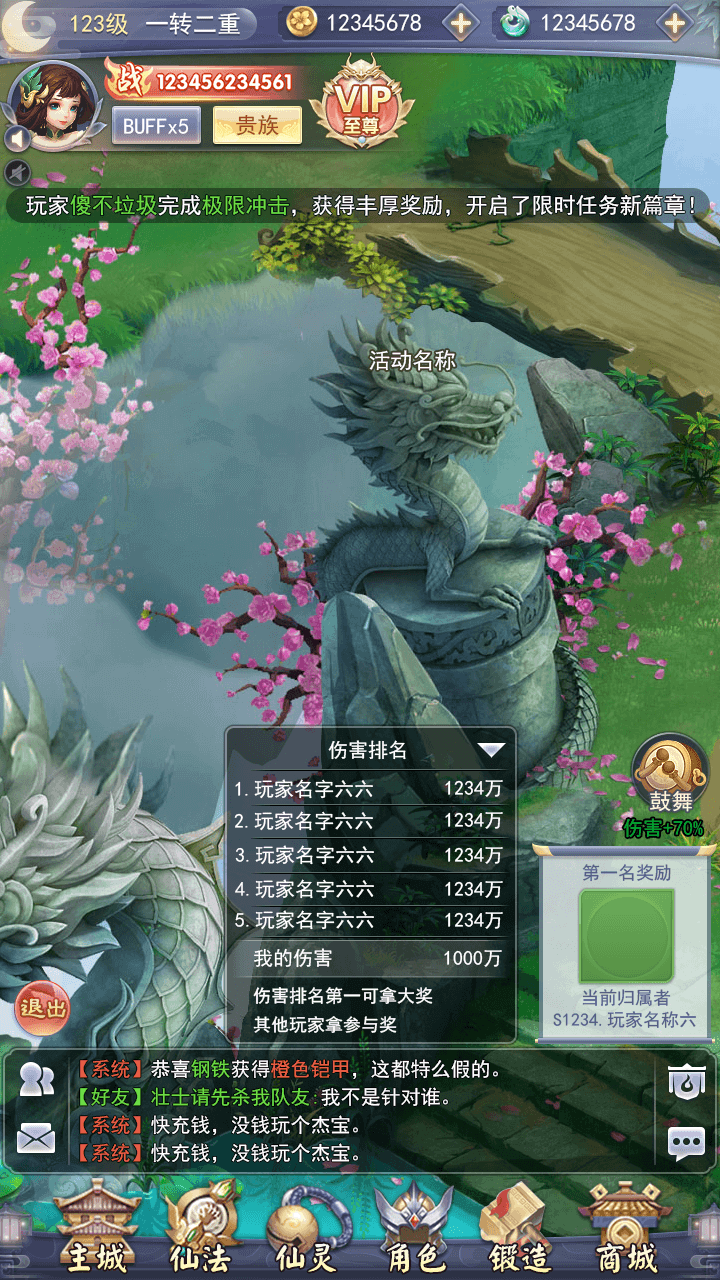 123级 一转二重 12345678 12345678
战 123456234561
VIP
至尊
BUFFx5 贵族
玩家傻不垃圾完成极限冲击，获得丰厚奖励，开启了限时任务新篇章！
活动名称
伤害排名
1. 玩家名字六六 1234万
2. 玩家名字六六 1234万
3. 玩家名字六六 1234万
4. 玩家名字六六 1234万
5. 玩家名字六六 1234万
我的伤害 1000万
伤害排名第一可拿大奖
其他玩家拿参与奖
鼓舞
伤害+70%
第一名奖励
当前归属者
S1234.玩家名称六
退出
【系统】恭喜钢铁获得橙色铠甲，这都特么假的。
【好友】壮士请先杀我队友:我不是针对谁。
【系统】快充钱，没钱玩个杰宝。
【系统】快充钱，没钱玩个杰宝。
主城 仙法 仙灵 角色 锻造 商城